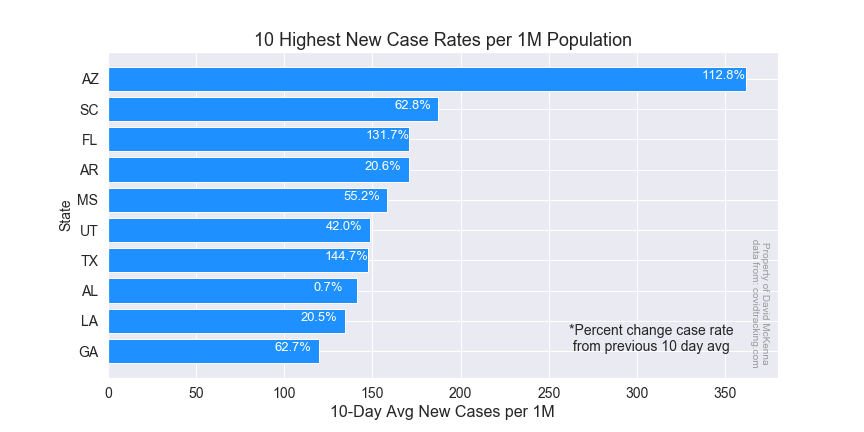 10 Highest New Case Rates per 1M Population
State
AZ
112.8%
SC
62.8%
FL
131.7%
AR
20.6%
MS
55.2%
UT
42.0%
TX
144.7%
AL
0.7%
LA
20.5%
GA
62.7%
*Percent change case rate
from previous 10 day avg
Property of David McKenna
data from: covidtracking.com
0 50 100 150 200 250 300 350
10-Day Avg New Cases per 1M